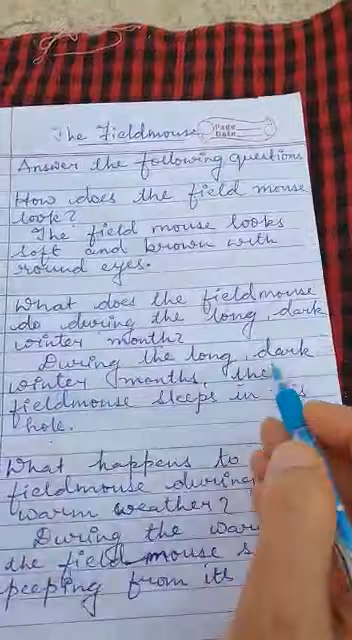 The Fieldmouse
Page
Date
Answer the following questions
How does the field mouse
look?
The field mouse looks
soft and brown with
round eyes.
What does the fieldmouse
do during the long, dark
winter month?
During the long, dark
winter months, the
fieldmouse sleeps in
hole.
What happens to
fieldmouse during
warm weather?
During the
the field mouse
peeping from its